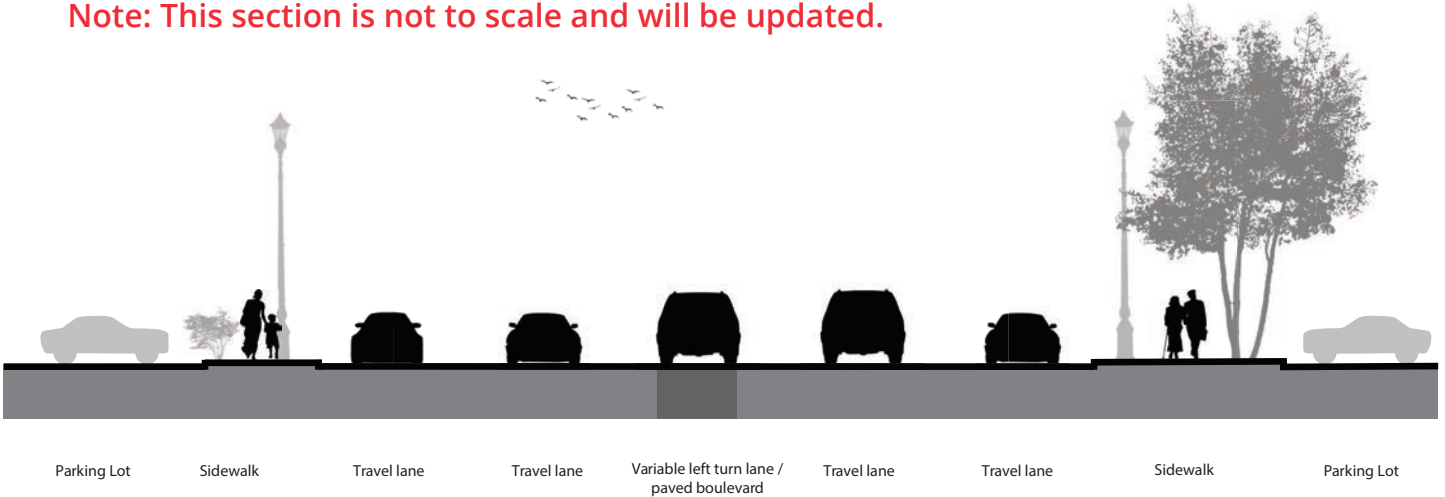 Note: This section is not to scale and will be updated.
Parking Lot
Sidewalk
Travel lane
Travel lane
Variable left turn lane /
paved boulevard
Travel lane
Travel lane
Sidewalk
Parking Lot